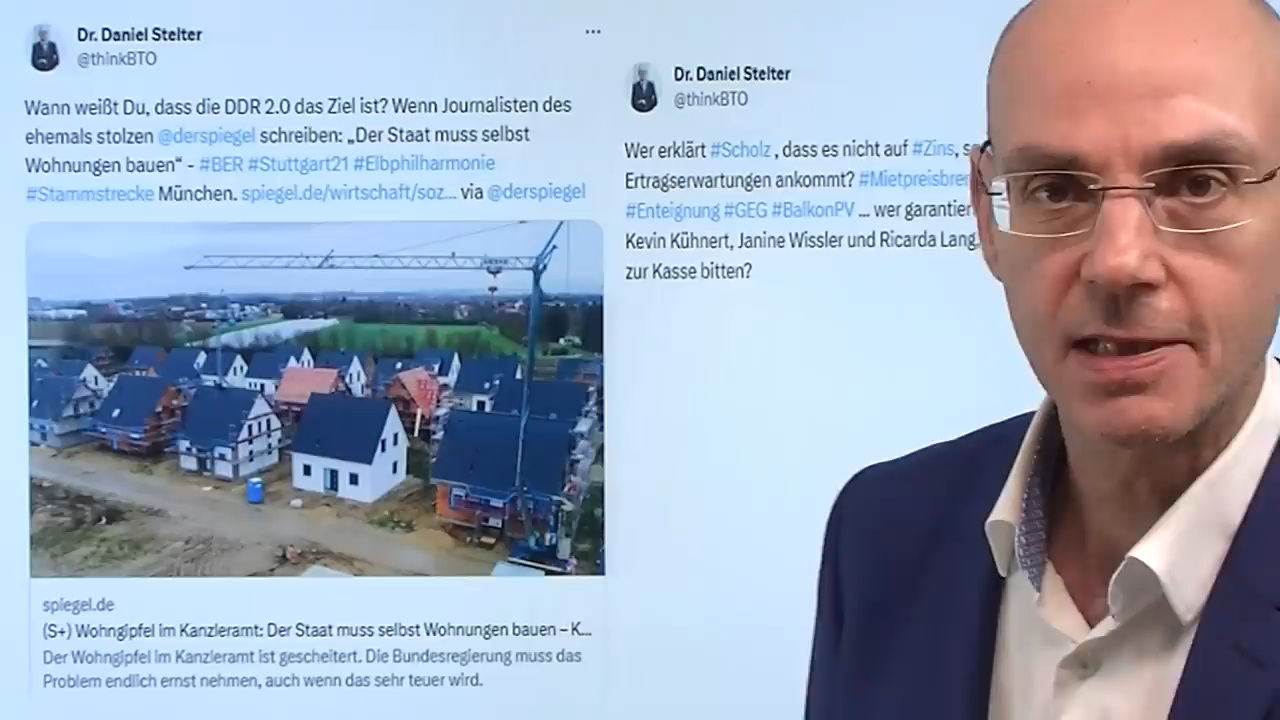 Dr. Daniel Stelter
@thinkBTO
Wann weißt Du, dass die DDR 2.0 das Ziel ist? Wenn Journalisten des
ehemals stolzen @derspiegel schreiben: „Der Staat muss selbst
Wohnungen bauen“ - #BER #Stuttgart21 #Elbphilharmonie
#Stammstrecke München. spiegel.de/wirtschaft/soz... via @derspiegel
spiegel.de
(S+) Wohngipfel im Kanzleramt: Der Staat muss selbst Wohnungen bauen – K...
Der Wohngipfel im Kanzleramt ist gescheitert. Die Bundesregierung muss das
Problem endlich ernst nehmen, auch wenn das sehr teuer wird.
Dr. Daniel Stelter
@thinkBTO
Wer erklärt #Scholz , dass es nicht auf #Zins,
Ertragserwartungen ankommt?
#Enteignung #GEG #BalkonPV ... wer
Kevin Kühnert, Janine Wissler und Ricarda Lang
zur Kasse bitten?